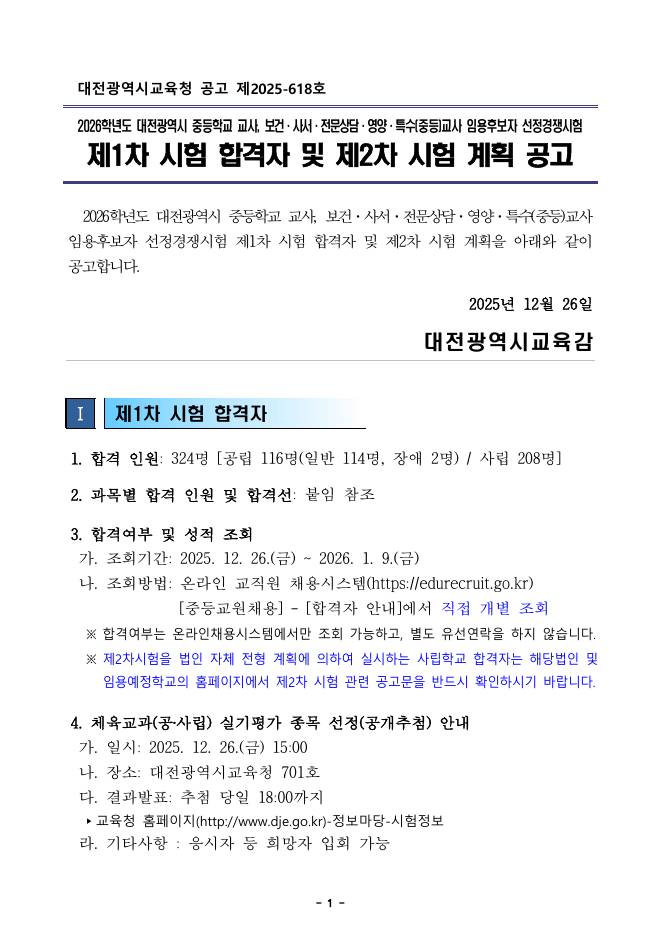 대전광역시교육청 공고 제2025-618호
2026학년도 대전광역시 중등학교 교사, 보건·사서·전문상담·영양·특수(중등)교사 임용후보자 선정경쟁시험
제1차 시험 합격자 및 제2차 시험 계획 공고
2026학년도 대전광역시 중등학교 교사, 보건·사서·전문상담·영양·특수(중등)교사
임용후보자 선정경쟁시험 제1차 시험 합격자 및 제2차 시험 계획을 아래와 같이
공고합니다.
2025년 12월 26일
대전광역시교육감
Ⅰ 제1차 시험 합격자
1. 합격 인원: 324명 [공립 116명(일반 114명, 장애 2명) / 사립 208명]
2. 과목별 합격 인원 및 합격선: 붙임 참조
3. 합격여부 및 성적 조회
가. 조회기간: 2025. 12. 26.(금) ~ 2026. 1. 9.(금)
나. 조회방법: 온라인 교직원 채용시스템(https://edurecruit.go.kr)
[중등교원채용] - [합격자 안내]에서 직접 개별 조회
※ 합격여부는 온라인채용시스템에서만 조회 가능하고, 별도 유선연락을 하지 않습니다.
※ 제2차시험을 법인 자체 전형 계획에 의하여 실시하는 사립학교 합격자는 해당법인 및
임용예정학교의 홈페이지에서 제2차 시험 관련 공고문을 반드시 확인하시기 바랍니다.
4. 체육교과(공·사립) 실기평가 종목 선정(공개추첨) 안내
가. 일시: 2025. 12. 26.(금) 15:00
나. 장소: 대전광역시교육청 701호
다. 결과발표: 추첨 당일 18:00까지
▸교육청 홈페이지(http://www.dje.go.kr)-정보마당-시험정보
라. 기타사항 : 응시자 등 희망자 입회 가능
- 1 -